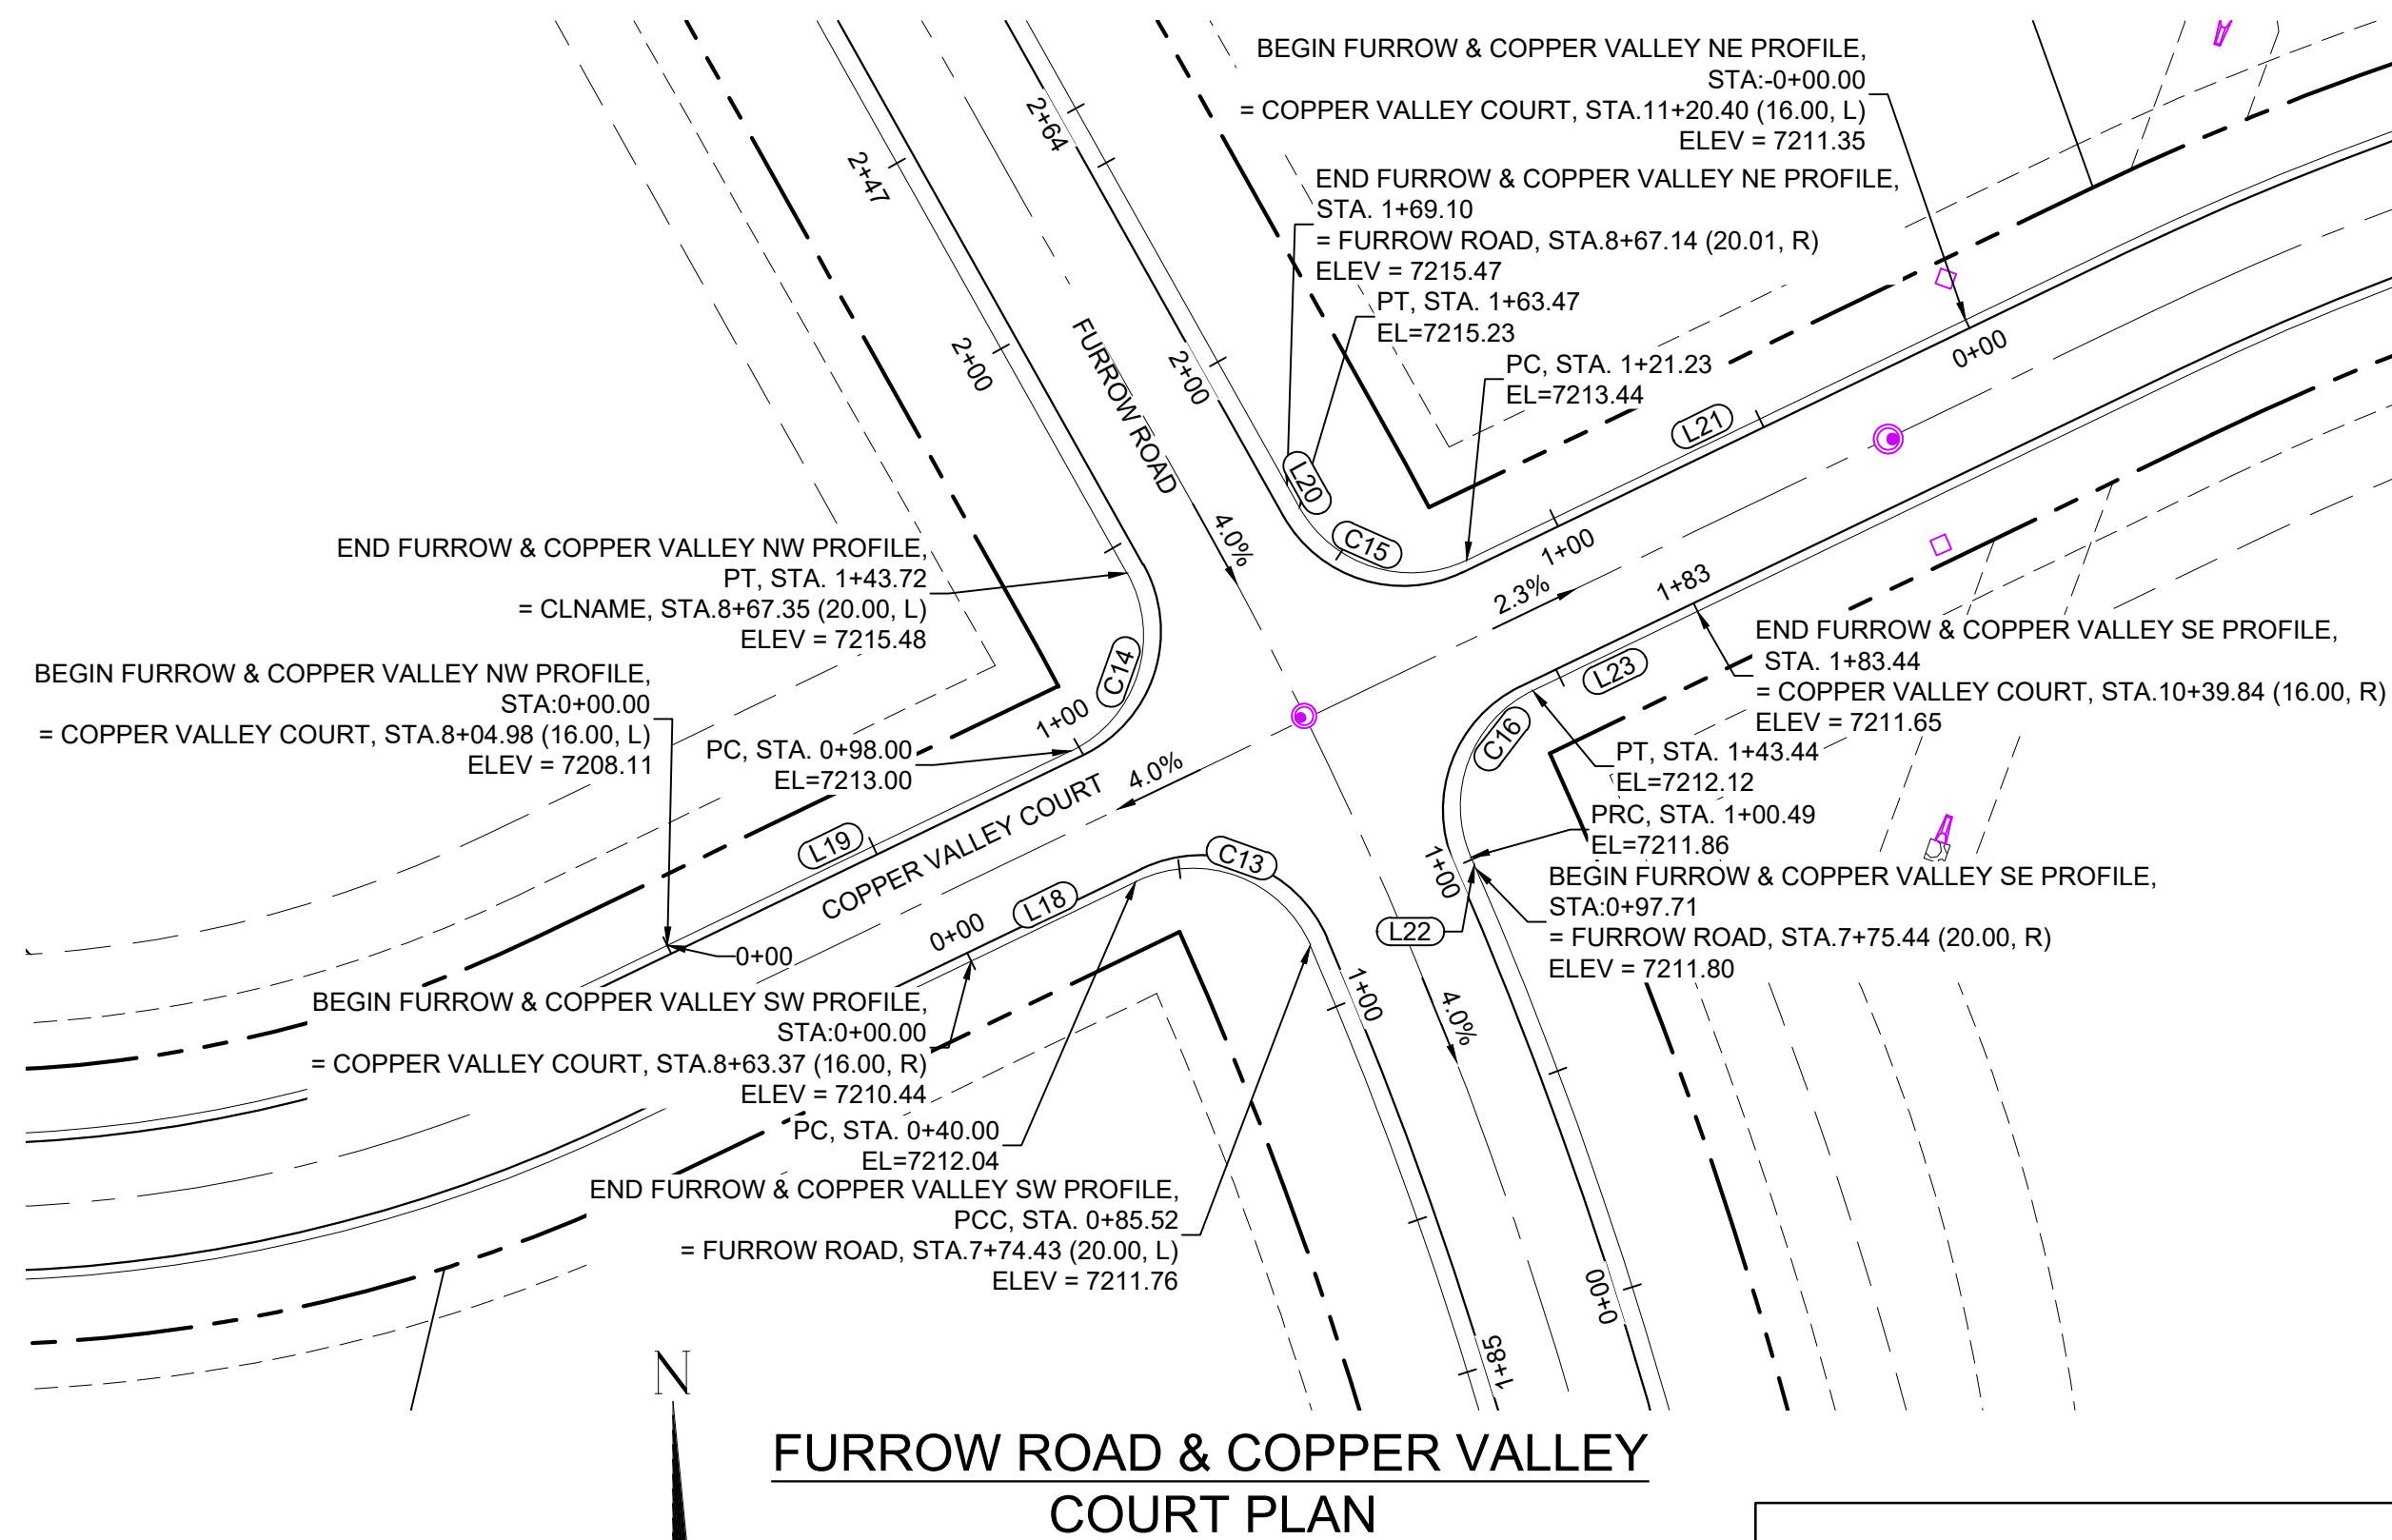 BEGIN FURROW & COPPER VALLEY NE PROFILE,
STA:-0+00.00
= COPPER VALLEY COURT, STA.11+20.40 (16.00, L)
ELEV = 7211.35
2+64
2+47
END FURROW & COPPER VALLEY NE PROFILE,
STA. 1+69.10
= FURROW ROAD, STA.8+67.14 (20.01, R)
ELEV = 7215.47
PT, STA. 1+63.47
EL=7215.23
PC, STA. 1+21.23
EL=7213.44
0+00
2+00
2+00
FURROW ROAD
L21
L20
C15
4.0%
1+00
2.3%
1+83
END FURROW & COPPER VALLEY NW PROFILE,
PT, STA. 1+43.72
= CLNAME, STA.8+67.35 (20.00, L)
ELEV = 7215.48
BEGIN FURROW & COPPER VALLEY NW PROFILE,
STA:0+00.00
= COPPER VALLEY COURT, STA.8+04.98 (16.00, L)
ELEV = 7208.11
C14
1+00
PC, STA. 0+98.00
EL=7213.00
END FURROW & COPPER VALLEY SE PROFILE,
STA. 1+83.44
= COPPER VALLEY COURT, STA.10+39.84 (16.00, R)
ELEV = 7211.65
L23
C16
PT, STA. 1+43.44
EL=7212.12
PRC, STA. 1+00.49
EL=7211.86
4.0%
COPPER VALLEY COURT
L19
C13
L18
1+00
BEGIN FURROW & COPPER VALLEY SE PROFILE,
STA:0+97.71
= FURROW ROAD, STA.7+75.44 (20.00, R)
ELEV = 7211.80
L22
0+00
0+00
BEGIN FURROW & COPPER VALLEY SW PROFILE,
STA:0+00.00
= COPPER VALLEY COURT, STA.8+63.37 (16.00, R)
ELEV = 7210.44
1+00
4.0%
PC, STA. 0+40.00
EL=7212.04
END FURROW & COPPER VALLEY SW PROFILE,
PCC, STA. 0+85.52
= FURROW ROAD, STA.7+74.43 (20.00, L)
ELEV = 7211.76
0+00
1+85
N
FURROW ROAD & COPPER VALLEY
COURT PLAN